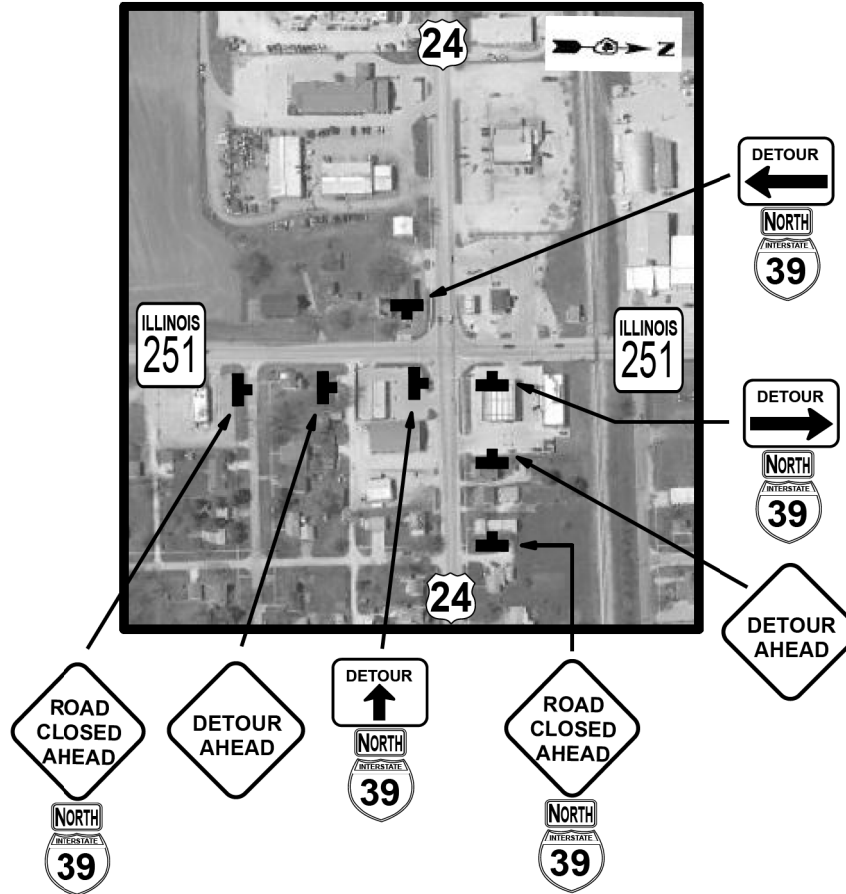 24
N
DETOUR
NORTH
INTERSTATE
39
ILLINOIS
251
ILLINOIS
251
DETOUR
NORTH
INTERSTATE
39
24
DETOUR
AHEAD
ROAD
CLOSED
AHEAD
NORTH
INTERSTATE
39
DETOUR
AHEAD
DETOUR
NORTH
INTERSTATE
39
ROAD
CLOSED
AHEAD
NORTH
INTERSTATE
39